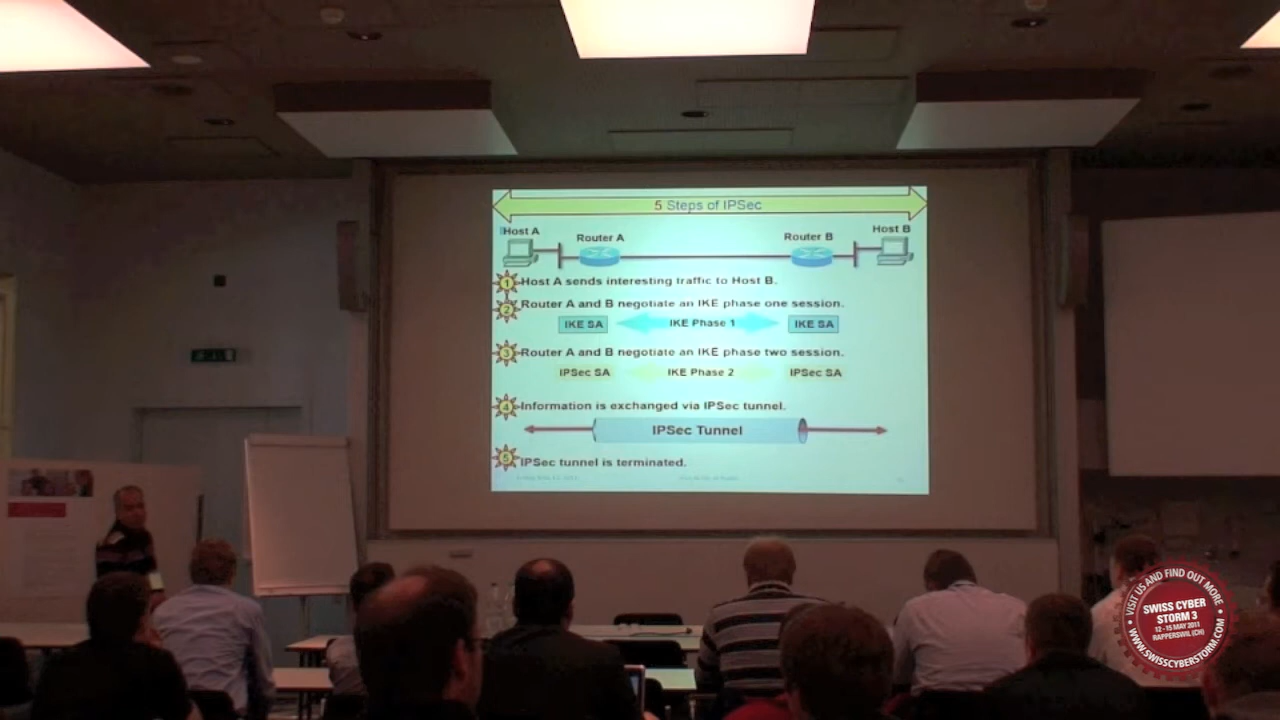 5 Steps of IPSec
Host A
Router A
Router B
Host B
1 Host A sends interesting traffic to Host B.
2 Router A and B negotiate an IKE phase one session.
IKE SA
IKE Phase 1
IKE SA
3 Router A and B negotiate an IKE phase two session.
IPSec SA
IKE Phase 2
IPSec SA
4 Information is exchanged via IPSec tunnel.
IPSec Tunnel
5 IPSec tunnel is terminated.
VISIT US AND FIND OUT MORE
SWISS CYBER
STORM 3
12 - 15 MAY 2011
RAPPERSWIL (CH)
WWW.SWISSCYBERSTORM.COM